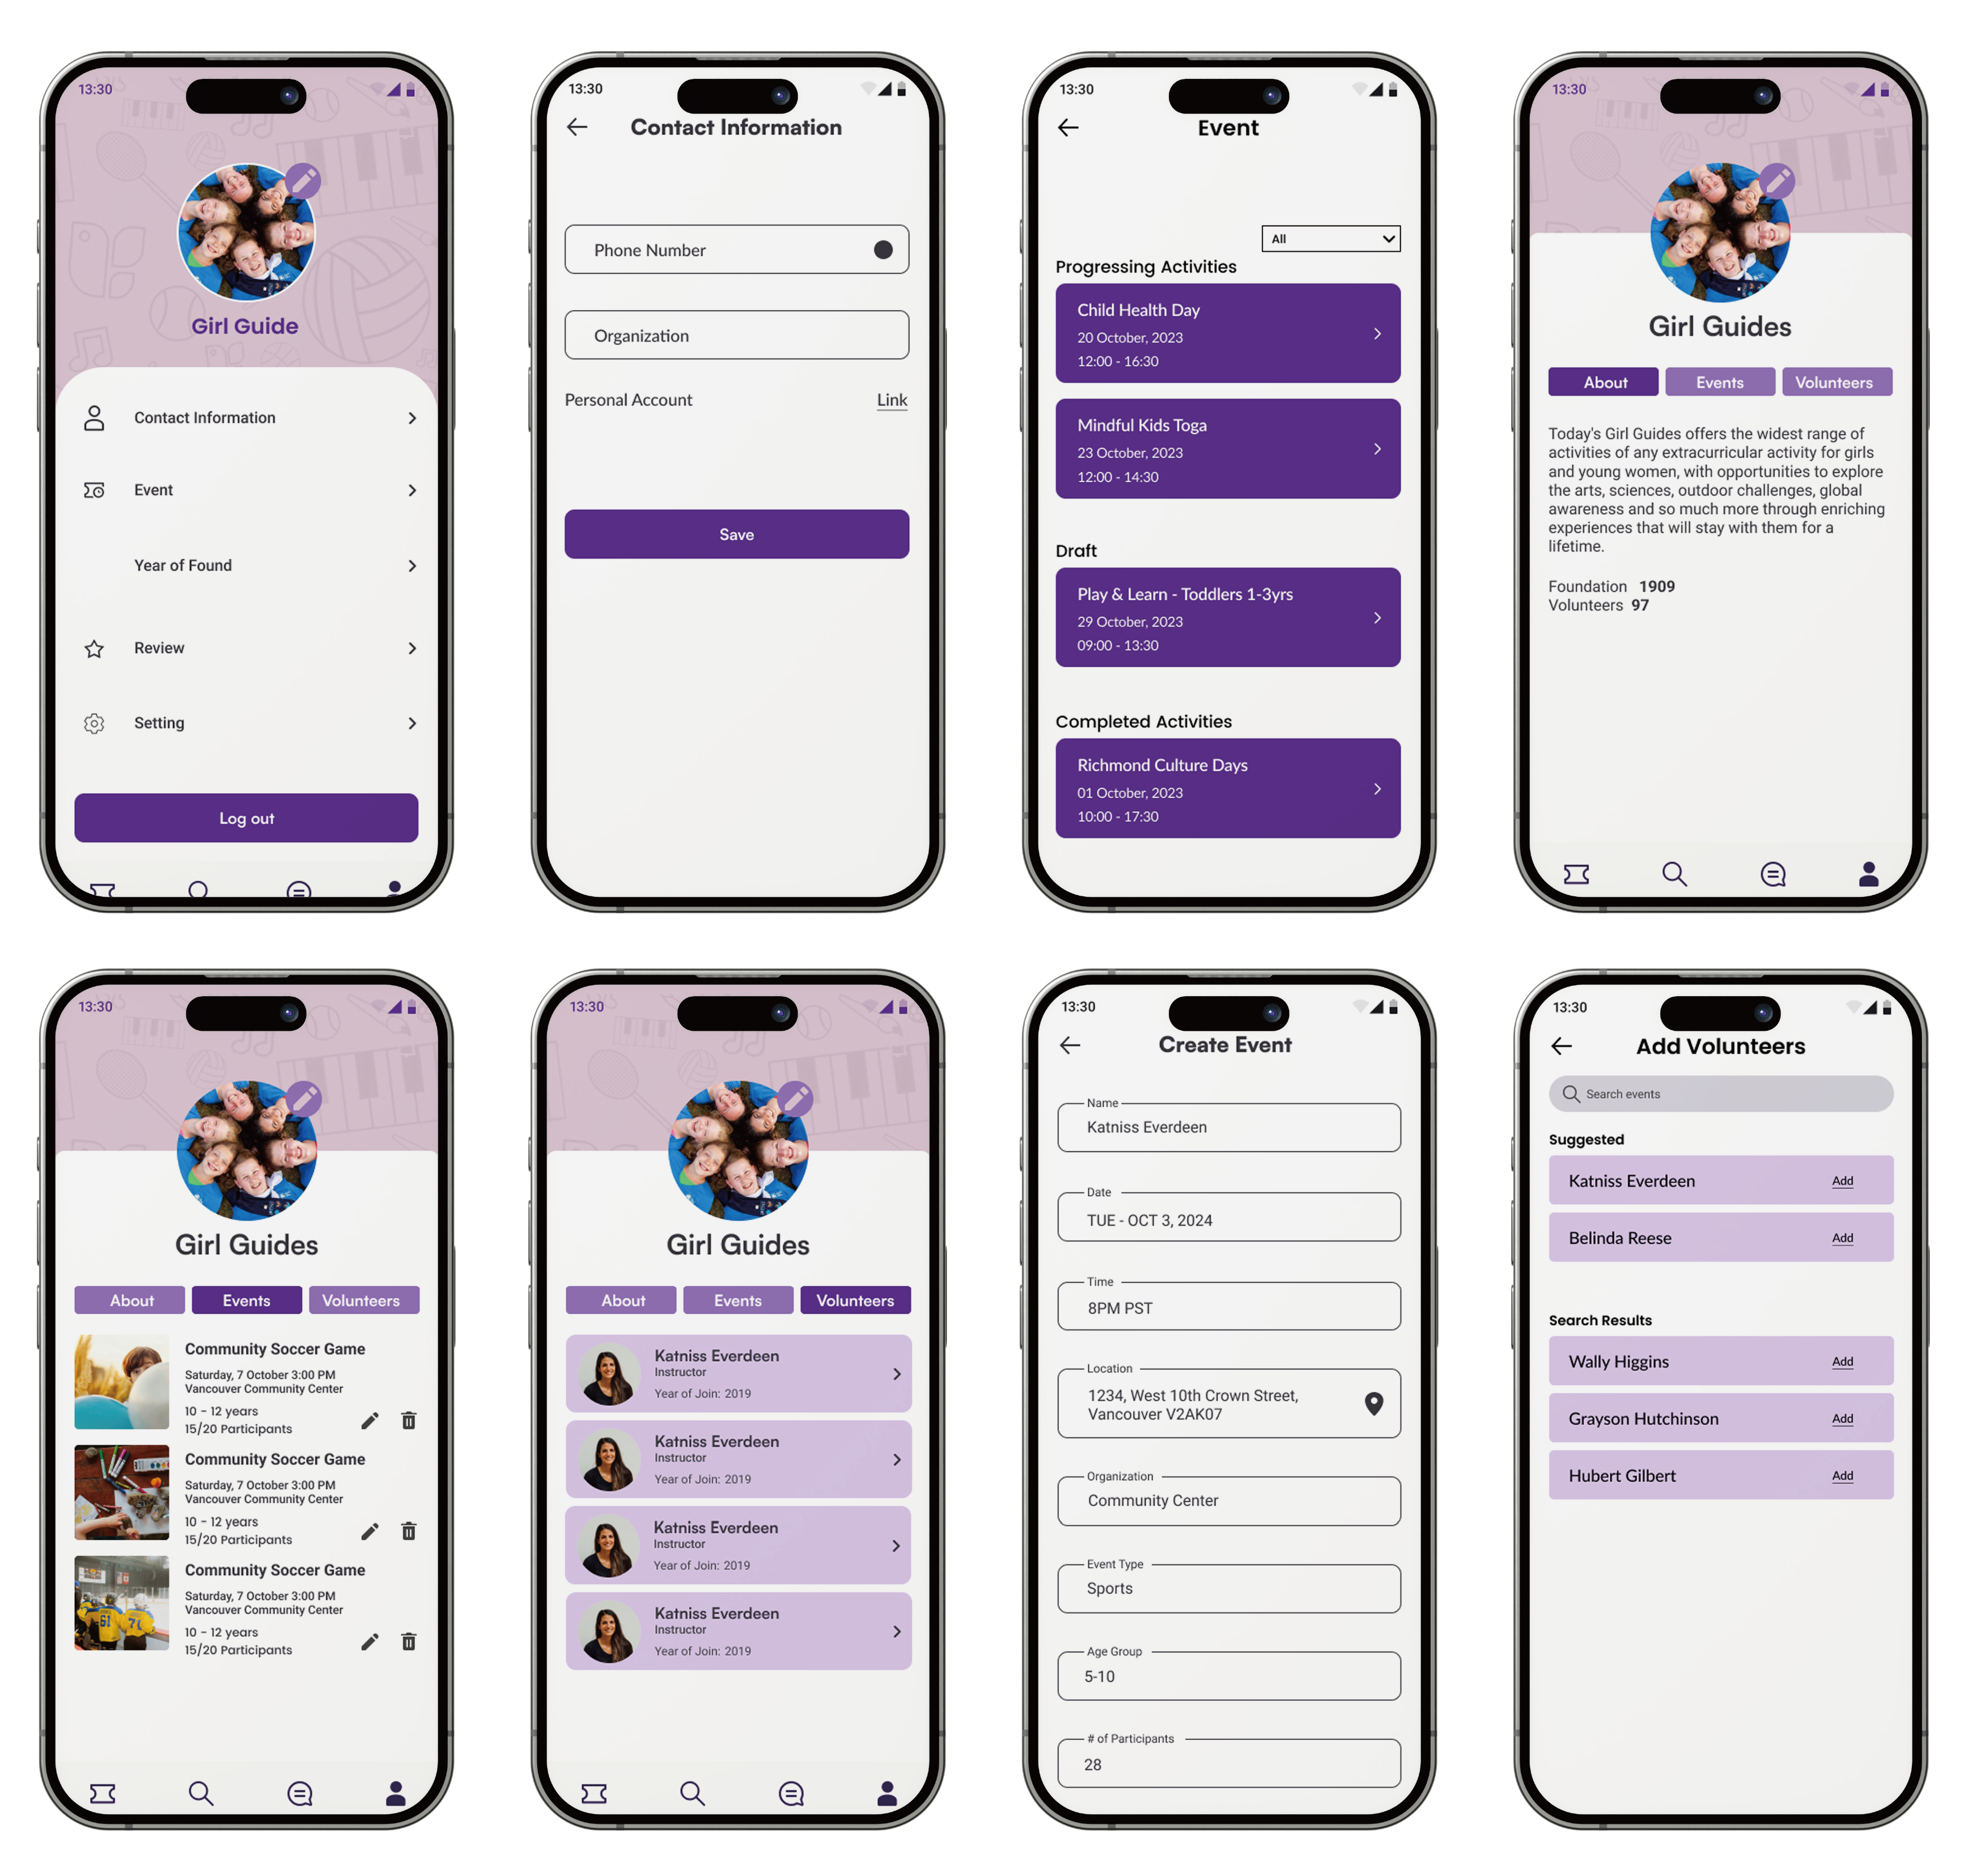 13:30
Girl Guide
Contact Information
Event
Year of Found
Review
Setting
Log out
13:30
Contact Information
Phone Number
Organization
Personal Account Link
Save
13:30
Event
All
Progressing Activities
Child Health Day
20 October, 2023
12:00 - 16:30
Mindful Kids Toga
23 October, 2023
12:00 - 14:30
Draft
Play & Learn - Toddlers 1-3yrs
29 October, 2023
09:00 - 13:30
Completed Activities
Richmond Culture Days
01 October, 2023
10:00 - 17:30
13:30
Girl Guides
About Events Volunteers
Today's Girl Guides offers the widest range of
activities of any extracurricular activity for girls
and young women, with opportunities to explore
the arts, sciences, outdoor challenges, global
awareness and so much more through enriching
experiences that will stay with them for a
lifetime.
Foundation 1909
Volunteers 97
13:30
Girl Guides
About Events Volunteers
Community Soccer Game
Saturday, 7 October 3:00 PM
Vancouver Community Center
10 - 12 years
15/20 Participants
Community Soccer Game
Saturday, 7 October 3:00 PM
Vancouver Community Center
10 - 12 years
15/20 Participants
61
Community Soccer Game
Saturday, 7 October 3:00 PM
Vancouver Community Center
10 - 12 years
15/20 Participants
13:30
Girl Guides
About Events Volunteers
Katniss Everdeen
Instructor
Year of Join: 2019
Katniss Everdeen
Instructor
Year of Join: 2019
Katniss Everdeen
Instructor
Year of Join: 2019
Katniss Everdeen
Instructor
Year of Join: 2019
13:30
Create Event
Name
Katniss Everdeen
Date
TUE - OCT 3, 2024
Time
8PM PST
Location
1234, West 10th Crown Street,
Vancouver V2AK07
Organization
Community Center
Event Type
Sports
Age Group
5-10
# of Participants
28
13:30
Add Volunteers
Search events
Suggested
Katniss Everdeen Add
Belinda Reese Add
Search Results
Wally Higgins Add
Grayson Hutchinson Add
Hubert Gilbert Add